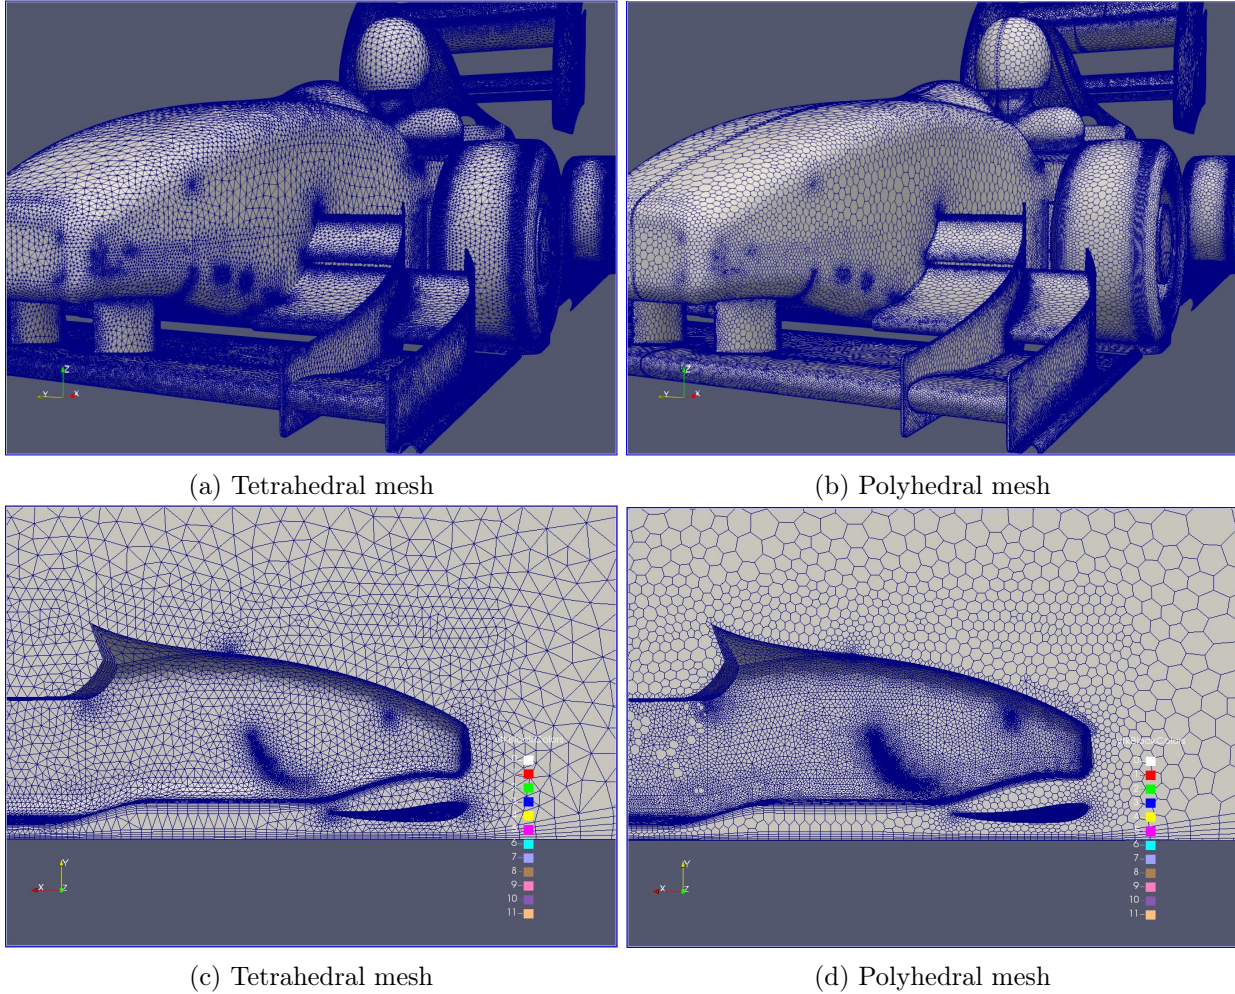 Z
Y X
Z
Y X
(a) Tetrahedral mesh
(b) Polyhedral mesh
6
7
8
9
10
11
Y
X Z
6
7
8
9
10
11
Y
X Z
(c) Tetrahedral mesh
(d) Polyhedral mesh